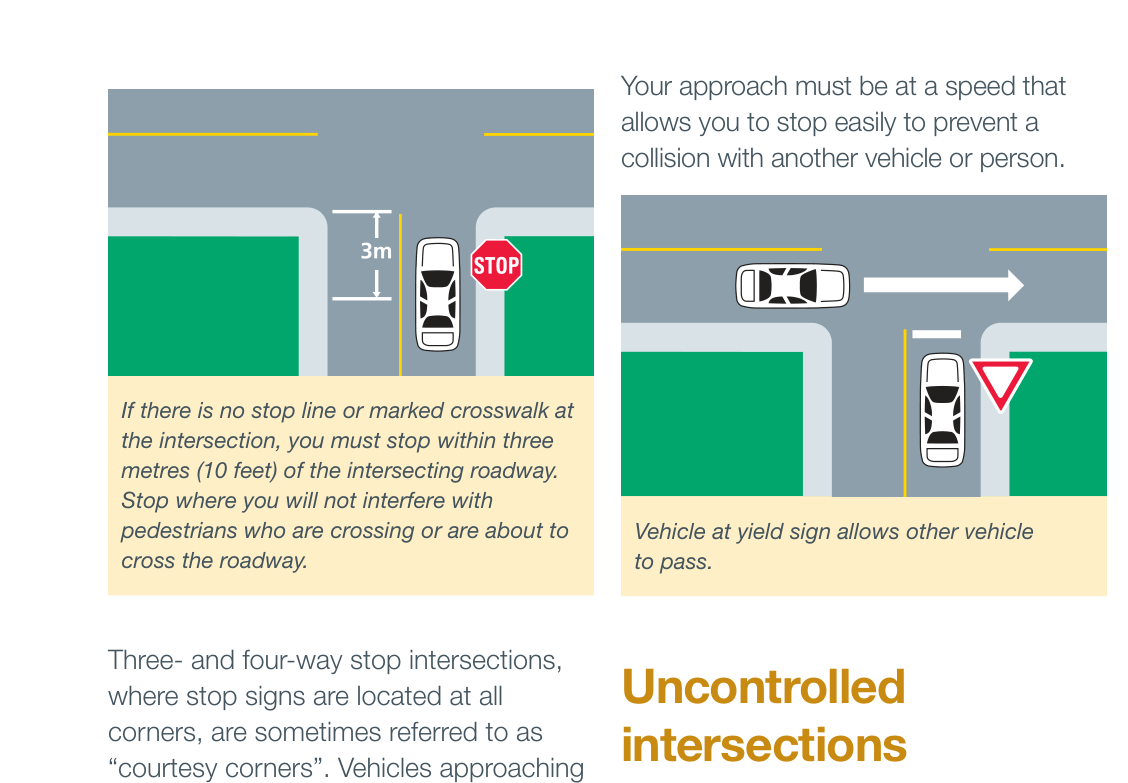 3m
STOP
If there is no stop line or marked crosswalk at
the intersection, you must stop within three
metres (10 feet) of the intersecting roadway.
Stop where you will not interfere with
pedestrians who are crossing or are about to
cross the roadway.
Three- and four-way stop intersections,
where stop signs are located at all
corners, are sometimes referred to as
“courtesy corners”. Vehicles approaching
Your approach must be at a speed that
allows you to stop easily to prevent a
collision with another vehicle or person.
Vehicle at yield sign allows other vehicle
to pass.
Uncontrolled
intersections